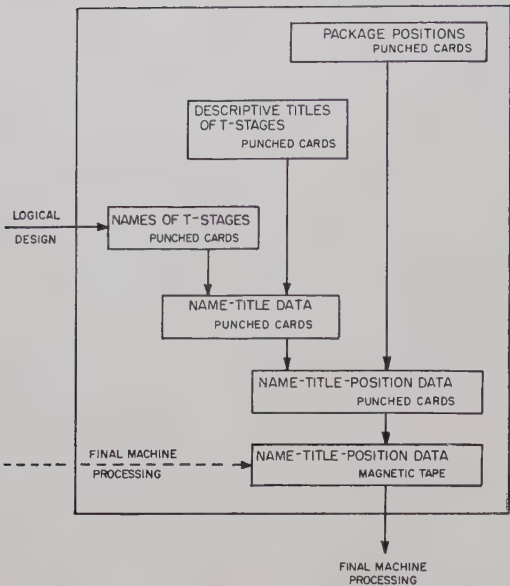 PACKAGE POSITIONS
PUNCHED CARDS
DESCRIPTIVE TITLES
OF T-STAGES
PUNCHED CARDS
LOGICAL
DESIGN
NAMES OF T-STAGES
PUNCHED CARDS
NAME-TITLE DATA
PUNCHED CARDS
NAME-TITLE-POSITION DATA
PUNCHED CARDS
FINAL MACHINE
PROCESSING
NAME-TITLE-POSITION DATA
MAGNETIC TAPE
FINAL MACHINE
PROCESSING